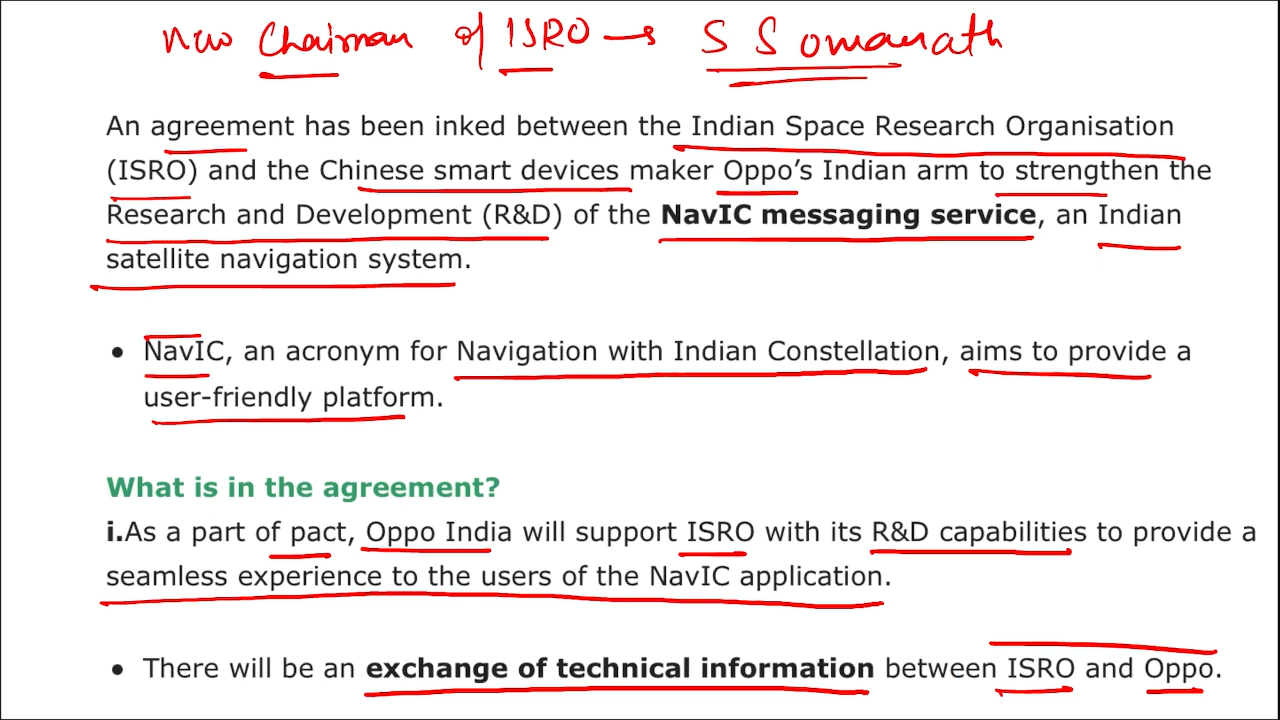 New Chairman of ISRO → S Somanath
An agreement has been inked between the Indian Space Research Organisation
(ISRO) and the Chinese smart devices maker Oppo’s Indian arm to strengthen the
Research and Development (R&D) of the NavIC messaging service, an Indian
satellite navigation system.
• NavIC, an acronym for Navigation with Indian Constellation, aims to provide a
user-friendly platform.
What is in the agreement?
i.As a part of pact, Oppo India will support ISRO with its R&D capabilities to provide a
seamless experience to the users of the NavIC application.
• There will be an exchange of technical information between ISRO and Oppo.